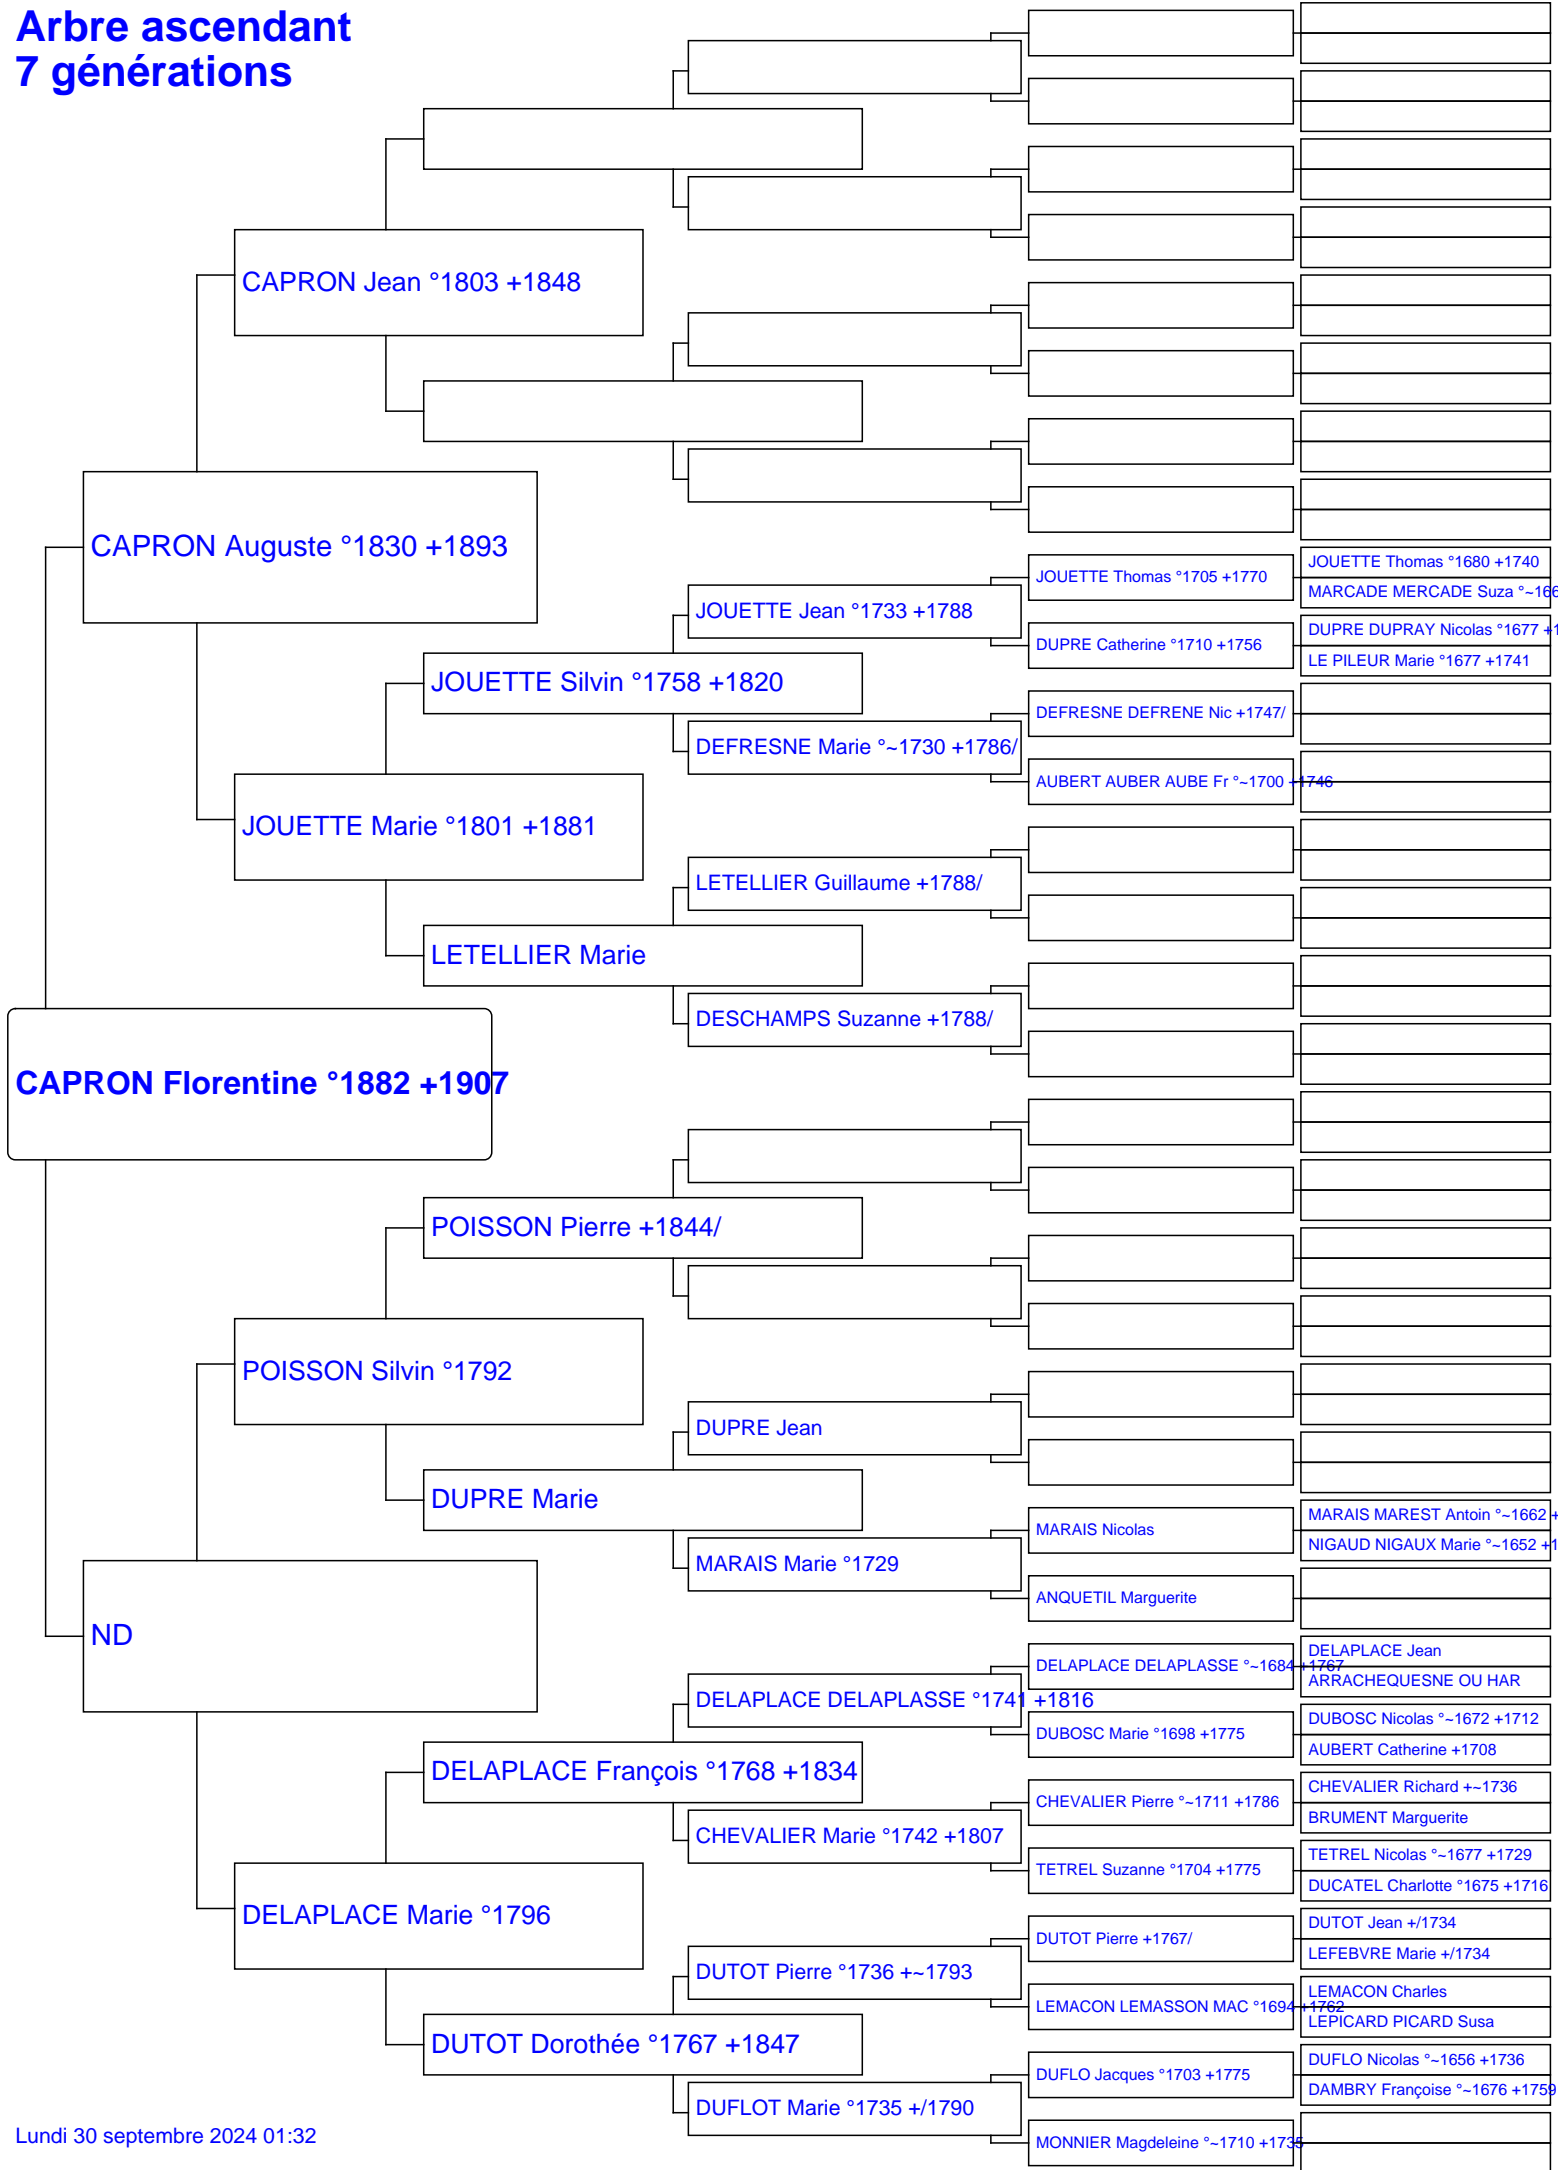 Arbre ascendant
7 générations
CAPRON Jean °1803 +1848
CAPRON Auguste °1830 +1893
JOUETTE Thomas °1680 +1740
JOUETTE Thomas °1705 +1770
MARCADE MERCADE Suza °~166
JOUETTE Jean °1733 +1788
DUPRE DUPRAY Nicolas °1677 +1
DUPRE Catherine °1710 +1756
LE PILEUR Marie °1677 +1741
JOUETTE Silvin °1758 +1820
DEFRESNE DEFRENE Nic +1747/
DEFRESNE Marie °~1730 +1786/
AUBERT AUBER AUBE Fr °~1700 +1746
JOUETTE Marie °1801 +1881
LETELLIER Guillaume +1788/
LETELLIER Marie
DESCHAMPS Suzanne +1788/
CAPRON Florentine °1882 +1907
POISSON Pierre +1844/
POISSON Silvin °1792
DUPRE Jean
DUPRE Marie
MARAIS MAREST Antoin °~1662 +
MARAIS Nicolas
NIGAUD NIGAUX Marie °~1652 +1
MARAIS Marie °1729
ANQUETIL Marguerite
ND
DELAPLACE Jean
DELAPLACE DELAPLASSE °~1684 +1767
ARRACHEQUESNE OU HAR
DELAPLACE DELAPLASSE °1741 +1816
DUBOSC Nicolas °~1672 +1712
DUBOSC Marie °1698 +1775
AUBERT Catherine +1708
DELAPLACE François °1768 +1834
CHEVALIER Richard +~1736
CHEVALIER Pierre °~1711 +1786
BRUMENT Marguerite
CHEVALIER Marie °1742 +1807
TETREL Nicolas °~1677 +1729
TETREL Suzanne °1704 +1775
DUCATEL Charlotte °1675 +1716
DELAPLACE Marie °1796
DUTOT Jean +/1734
DUTOT Pierre +1767/
LEFEBVRE Marie +/1734
DUTOT Pierre °1736 +~1793
LEMACON Charles
LEMACON LEMASSON MAC °1694 +1762
LEPICARD PICARD Susa
DUTOT Dorothée °1767 +1847
DUFLO Nicolas °~1656 +1736
DUFLO Jacques °1703 +1775
DAMBRY Françoise °~1676 +1759
DUFLOT Marie °1735 +/1790
MONNIER Magdeleine °~1710 +1735
Lundi 30 septembre 2024 01:32